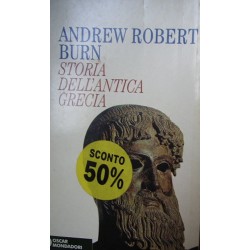 ANDREW ROBERT
BURN
STORIA
DELL'ANTICA
GRECIA
SCONTO
50%
OSCAR
MONDADORI